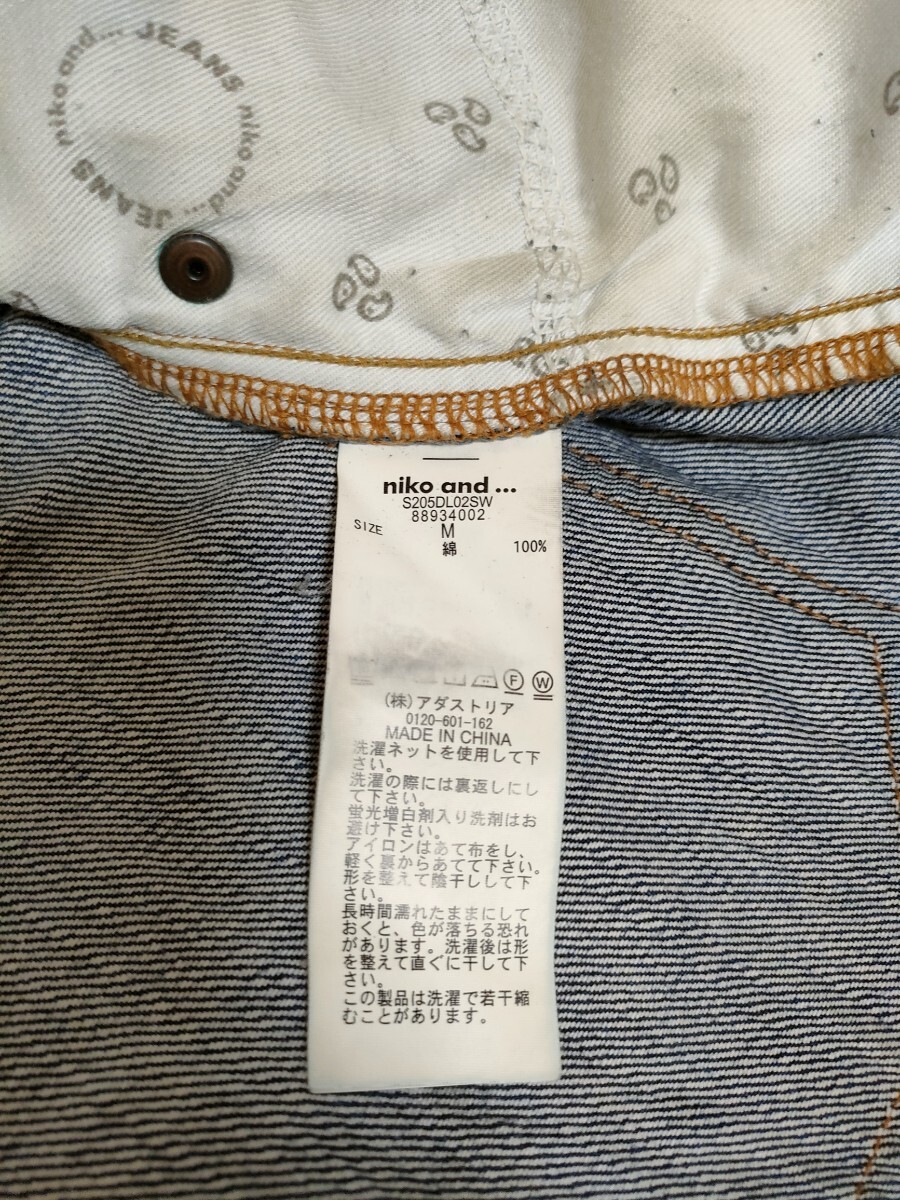 niko and... JEANS niko and... JEANS
niko and ...
S205DL02SW
88934002
SIZE M
綿 100%
F W
(株)アダストリア
0120-601-162
MADE IN CHINA
洗濯ネットを使用して下
さい。
洗濯の際には裏返しにし
て下さい。
蛍光増白剤入り洗剤はお
避け下さい。
アイロンはあて布をし、
軽く裏からあてて下さい。
形を整えて陰干しして下
さい。
長時間濡れたままにして
おくと、色が落ちる恐れ
があります。洗濯後は形
を整えて直ぐに干して下
さい。
この製品は洗濯で若干縮
むことがあります。